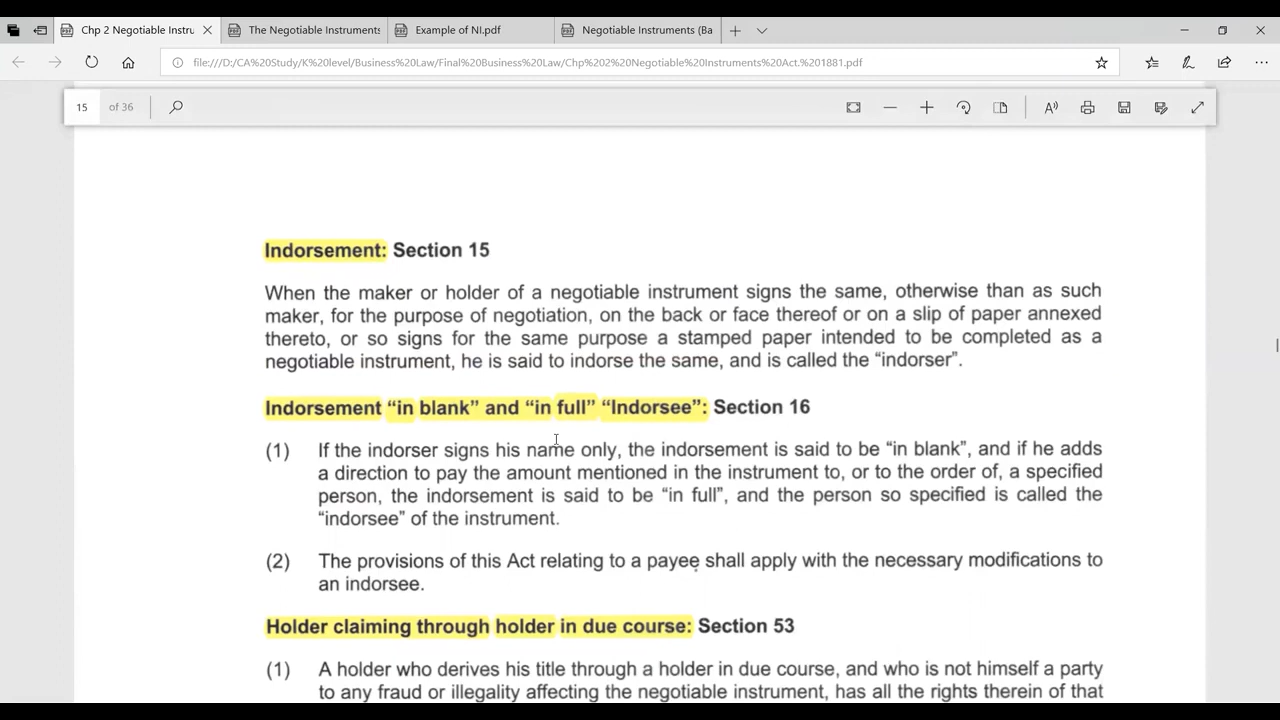 Chp 2 Negotiable Instru
The Negotiable Instruments
Example of NI.pdf
Negotiable Instruments (Ba
file:///D:/CA%20Study/K%20level/Business%20Law/Final%20Business%20Law/Chp%202%20Negotiable%20Instruments%20Act.%201881.pdf
15 of 36
Indorsement: Section 15
When the maker or holder of a negotiable instrument signs the same, otherwise than as such
maker, for the purpose of negotiation, on the back or face thereof or on a slip of paper annexed
thereto, or so signs for the same purpose a stamped paper intended to be completed as a
negotiable instrument, he is said to indorse the same, and is called the “indorser”.
Indorsement “in blank” and “in full” “Indorsee”: Section 16
(1) If the indorser signs his name only, the indorsement is said to be “in blank”, and if he adds
a direction to pay the amount mentioned in the instrument to, or to the order of, a specified
person, the indorsement is said to be “in full”, and the person so specified is called the
“indorsee” of the instrument.
(2) The provisions of this Act relating to a payee shall apply with the necessary modifications to
an indorsee.
Holder claiming through holder in due course: Section 53
(1) A holder who derives his title through a holder in due course, and who is not himself a party
to any fraud or illegality affecting the negotiable instrument, has all the rights therein of that